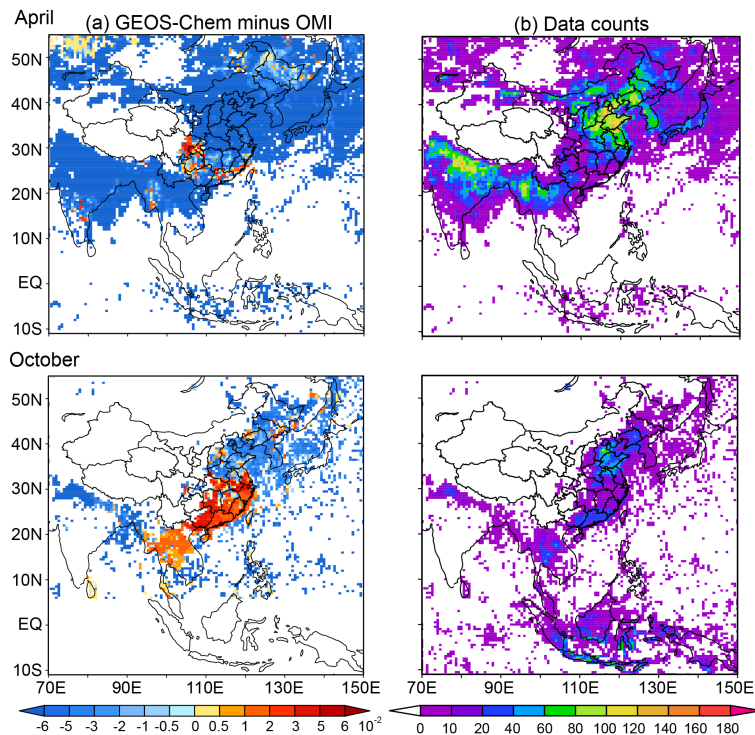 April
(a) GEOS-Chem minus OMI
(b) Data counts
50N
40N
30N
20N
10N
EQ
10S
October
50N
40N
30N
20N
10N
EQ
10S
70E 90E 110E 130E 150E
70E 90E 110E 130E 150E
-6 -5 -3 -2 -1 -0.5 0 0.5 1 2 3 5 6 10-2
0 10 20 40 60 80 100 120 140 160 180